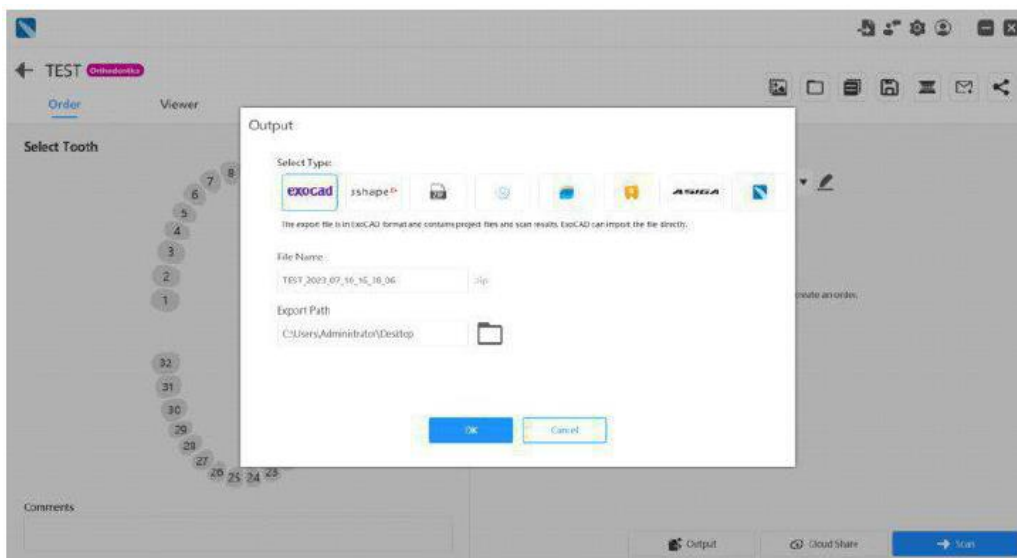 TEST Orthodontics
Order Viewer
Select Tooth
8
7
6
5
4
3
2
1
32
31
30
29
28
27
26 25 24 23
Comments
Output
Select Type:
exocad 3shape ZIP ASIGA
The export file is in ExoCAD format and contains project files and scan results. ExoCAD can import the file directly.
File Name
.zip
Export Path
C:\Users\Administrator\Desktop
OK Cancel
create an order.
Output Cloud Share Scan